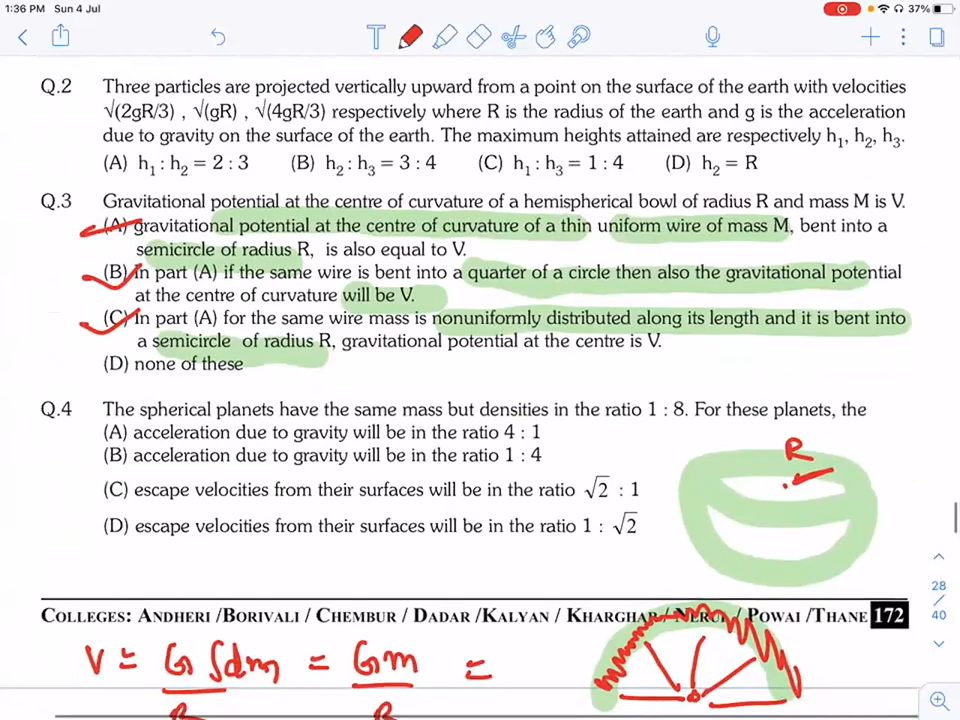 1:36 PM Sun 4 Jul 37%
T
Q.2 Three particles are projected vertically upward from a point on the surface of the earth with velocities
√(2gR/3) , √(gR) , √(4gR/3) respectively where R is the radius of the earth and g is the acceleration
due to gravity on the surface of the earth. The maximum heights attained are respectively h₁, h₂, h₃.
(A) h₁ : h₂ = 2 : 3 (B) h₂ : h₃ = 3 : 4 (C) h₁ : h₃ = 1 : 4 (D) h₂ = R
Q.3 Gravitational potential at the centre of curvature of a hemispherical bowl of radius R and mass M is V.
(A) gravitational potential at the centre of curvature of a thin uniform wire of mass M, bent into a
semicircle of radius R, is also equal to V.
(B) In part (A) if the same wire is bent into a quarter of a circle then also the gravitational potential
at the centre of curvature will be V.
(C) In part (A) for the same wire mass is nonuniformly distributed along its length and it is bent into
a semicircle of radius R, gravitational potential at the centre is V.
(D) none of these
Q.4 The spherical planets have the same mass but densities in the ratio 1 : 8. For these planets, the
(A) acceleration due to gravity will be in the ratio 4 : 1
(B) acceleration due to gravity will be in the ratio 1 : 4
R
(C) escape velocities from their surfaces will be in the ratio √2 : 1
(D) escape velocities from their surfaces will be in the ratio 1 : √2
28
/
40
COLLEGES: ANDHERI /BORIVALI / CHEMBUR / DADAR /KALYAN / KHARGHAR / NERUL / POWAI /THANE 172
V = G∫dm = Gm =
R R